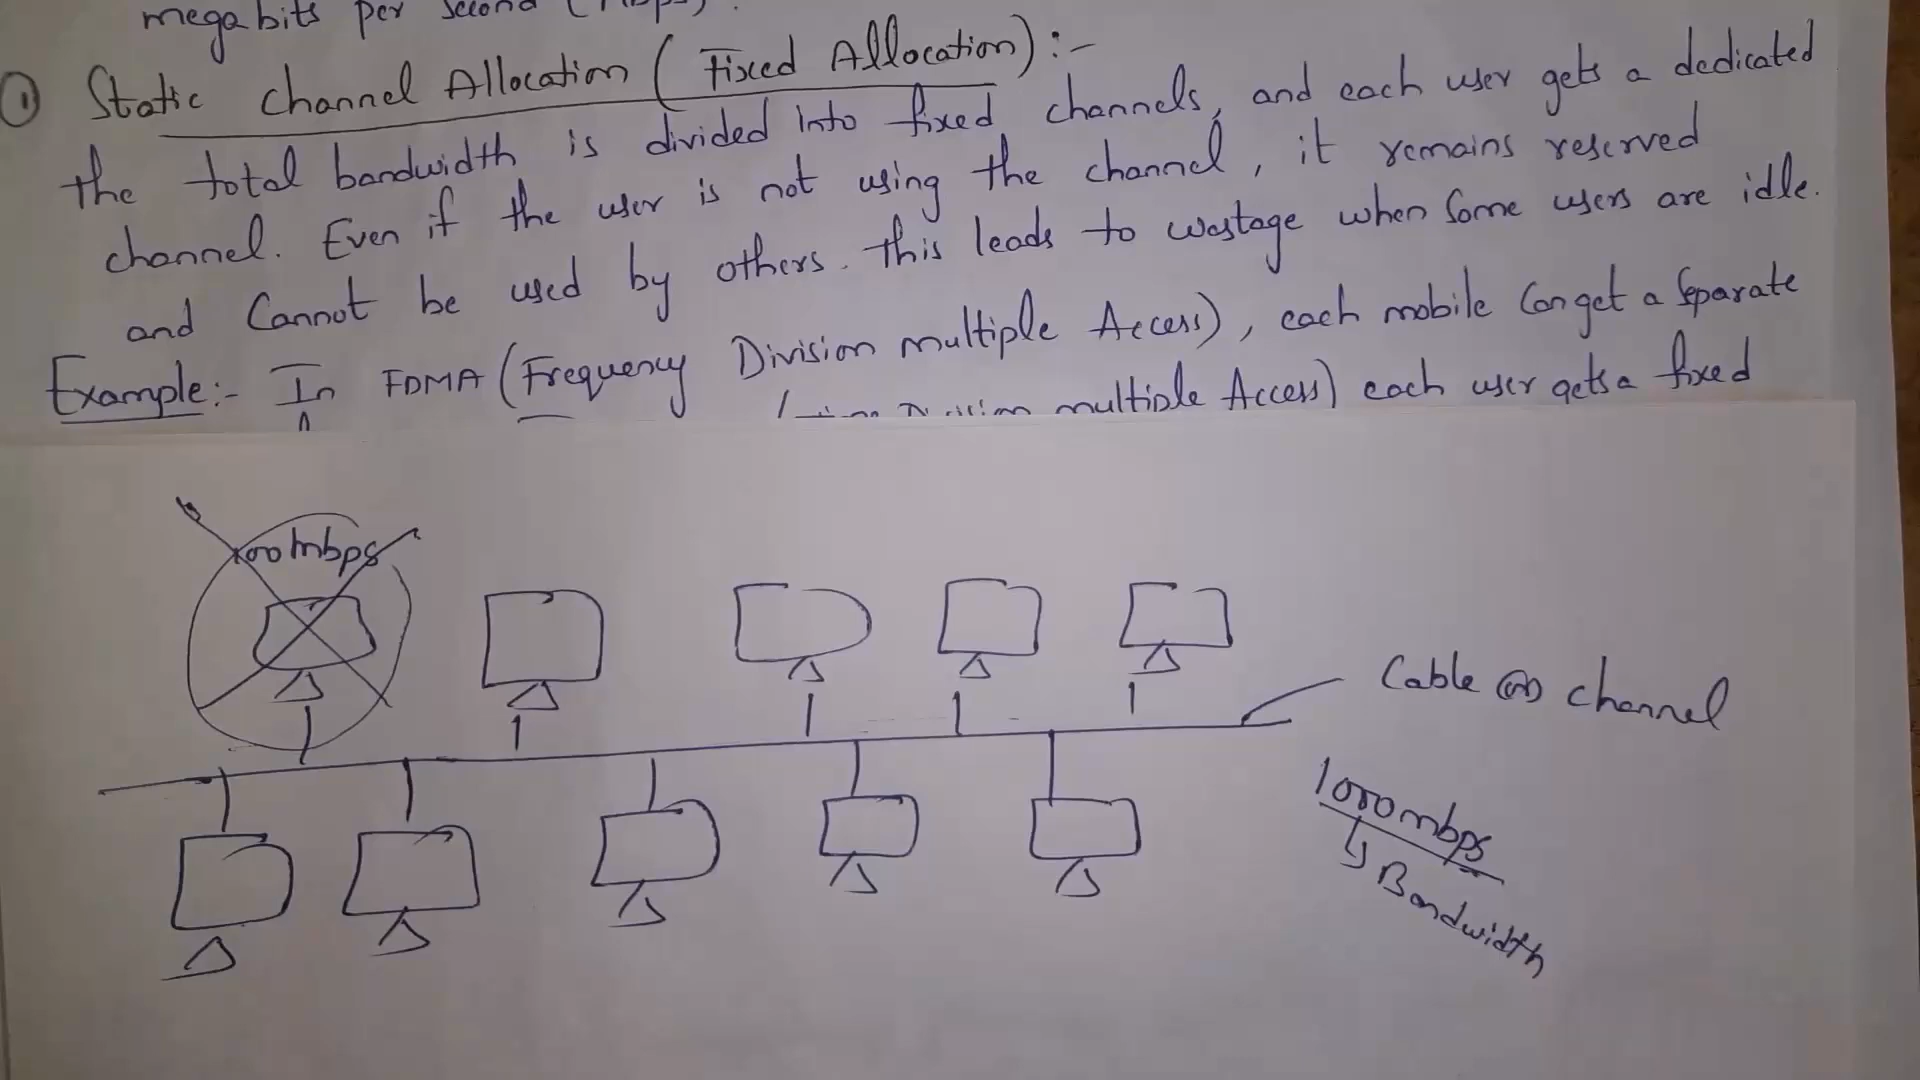 megabits per second (Mbps).
① Static channel Allocation (Fixed Allocation):-
the total bandwidth is divided into fixed channels, and each user gets a dedicated
channel. Even if the user is not using the channel, it remains reserved
and Cannot be used by others. this leads to wastage when Some users are idle.
Example:- In FDMA (Frequency Division multiple Access), each mobile Can get a Separate
Division multiple Access) each user gets a fixed
100 mbps
Cable (or) channel
1000 mbps
↳ Bandwidth